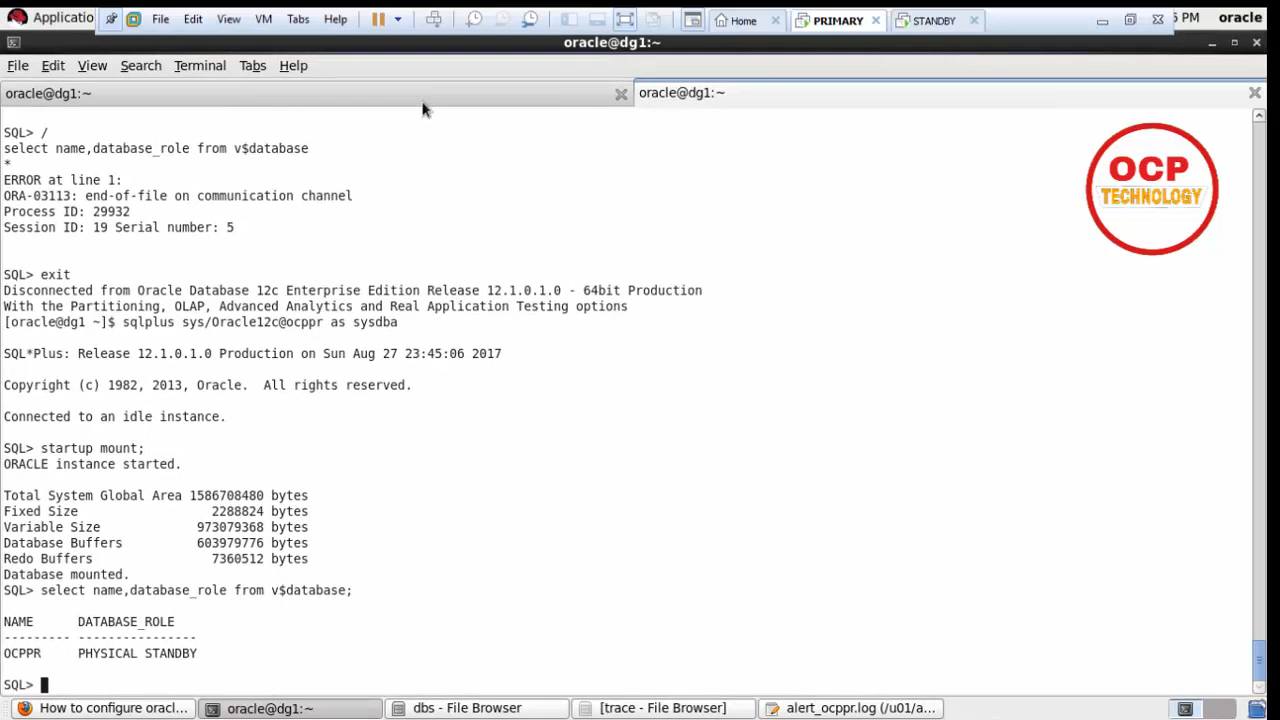 Applicatio
File Edit View VM Tabs Help
Home
PRIMARY
STANDBY
5 PM
oracle
oracle@dg1:~
File Edit View Search Terminal Tabs Help
oracle@dg1:~
oracle@dg1:~
SQL> /
select name,database_role from v$database
*
ERROR at line 1:
ORA-03113: end-of-file on communication channel
Process ID: 29932
Session ID: 19 Serial number: 5
SQL> exit
Disconnected from Oracle Database 12c Enterprise Edition Release 12.1.0.1.0 - 64bit Production
With the Partitioning, OLAP, Advanced Analytics and Real Application Testing options
[oracle@dg1 ~]$ sqlplus sys/Oracle12c@ocppr as sysdba
SQL*Plus: Release 12.1.0.1.0 Production on Sun Aug 27 23:45:06 2017
Copyright (c) 1982, 2013, Oracle.  All rights reserved.
Connected to an idle instance.
SQL> startup mount;
ORACLE instance started.
Total System Global Area 1586708480 bytes
Fixed Size                  2288824 bytes
Variable Size             973079368 bytes
Database Buffers          603979776 bytes
Redo Buffers                7360512 bytes
Database mounted.
SQL> select name,database_role from v$database;
NAME      DATABASE_ROLE
--------- ----------------
OCPPR     PHYSICAL STANDBY
SQL>
OCP
TECHNOLOGY
How to configure oracl...
oracle@dg1:~
dbs - File Browser
[trace - File Browser]
alert_ocppr.log (/u01/a...